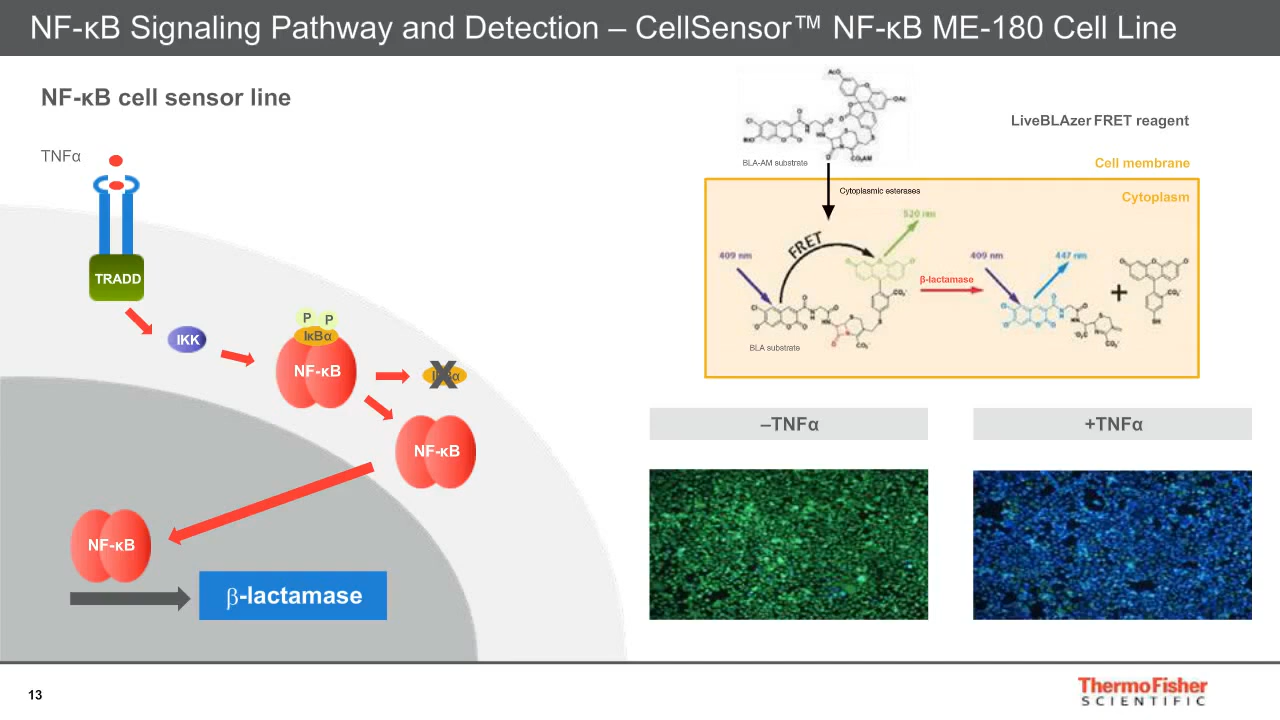 NF-κB Signaling Pathway and Detection – CellSensor™ NF-κB ME-180 Cell Line
NF-κB cell sensor line
TNFα
TRADD
IKK
P P
IκBα
NF-κB
NF-κB
NF-κB
β-lactamase
LiveBLAzer FRET reagent
AcO
OAc
CO₂AM
BLA-AM substrate
Cell membrane
Cytoplasmic esterases
Cytoplasm
520 nm
FRET
409 nm
β-lactamase
409 nm
447 nm
+
BLA substrate
–TNFα
+TNFα
13
ThermoFisher
SCIENTIFIC